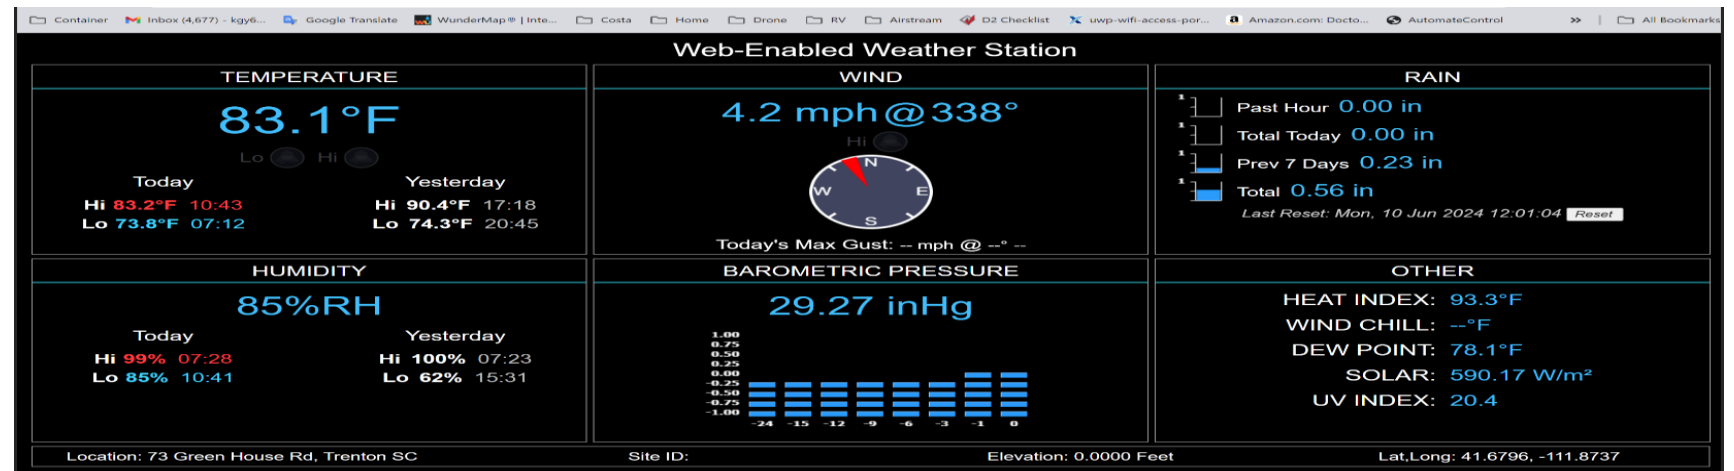 Container Inbox (4,677) - kgy6... Google Translate WunderMap® | Inte... Costa Home Drone RV Airstream D2 Checklist uwp-wifi-access-por... Amazon.com: Docto... AutomateControl » All Bookmarks
Web-Enabled Weather Station
TEMPERATURE
83.1°F
Lo Hi
Today Yesterday
Hi 83.2°F 10:43 Hi 90.4°F 17:18
Lo 73.8°F 07:12 Lo 74.3°F 20:45
WIND
4.2 mph@338°
Hi
N
W E
S
Today's Max Gust: -- mph @ --° --
RAIN
1 Past Hour 0.00 in
1 Total Today 0.00 in
1 Prev 7 Days 0.23 in
1 Total 0.56 in
Last Reset: Mon, 10 Jun 2024 12:01:04 Reset
HUMIDITY
85%RH
Today Yesterday
Hi 99% 07:28 Hi 100% 07:23
Lo 85% 10:41 Lo 62% 15:31
BAROMETRIC PRESSURE
29.27 inHg
1.00
0.75
0.50
0.25
0.00
-0.25
-0.50
-0.75
-1.00
-24 -15 -12 -9 -6 -3 -1 0
OTHER
HEAT INDEX: 93.3°F
WIND CHILL: --°F
DEW POINT: 78.1°F
SOLAR: 590.17 W/m²
UV INDEX: 20.4
Location: 73 Green House Rd, Trenton SC Site ID: Elevation: 0.0000 Feet Lat,Long: 41.6796, -111.8737